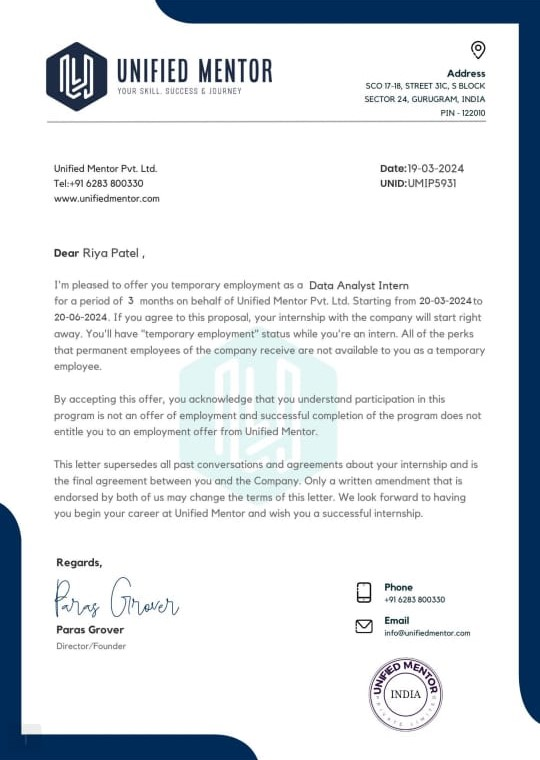 UNIFIED MENTOR
YOUR SKILL, SUCCESS & JOURNEY
Address
SCO 17-18, STREET 31C, S BLOCK
SECTOR 24, GURUGRAM, INDIA
PIN - 122010
Unified Mentor Pvt. Ltd.
Tel:+91 6283 800330
www.unifiedmentor.com
Date:19-03-2024
UNID:UMIP5931
Dear Riya Patel ,
I'm pleased to offer you temporary employment as a Data Analyst Intern
for a period of 3 months on behalf of Unified Mentor Pvt. Ltd. Starting from 20-03-2024 to
20-06-2024. If you agree to this proposal, your internship with the company will start right
away. You'll have "temporary employment" status while you're an intern. All of the perks
that permanent employees of the company receive are not available to you as a temporary
employee.
By accepting this offer, you acknowledge that you understand participation in this
program is not an offer of employment and successful completion of the program does not
entitle you to an employment offer from Unified Mentor.
This letter supersedes all past conversations and agreements about your internship and is
the final agreement between you and the Company. Only a written amendment that is
endorsed by both of us may change the terms of this letter. We look forward to having
you begin your career at Unified Mentor and wish you a successful internship.
Regards,
Paras Grover
Paras Grover
Director/Founder
Phone
+91 6283 800330
Email
info@unifiedmentor.com
UNIFIED MENTOR
INDIA
PRIVATE LIMITED